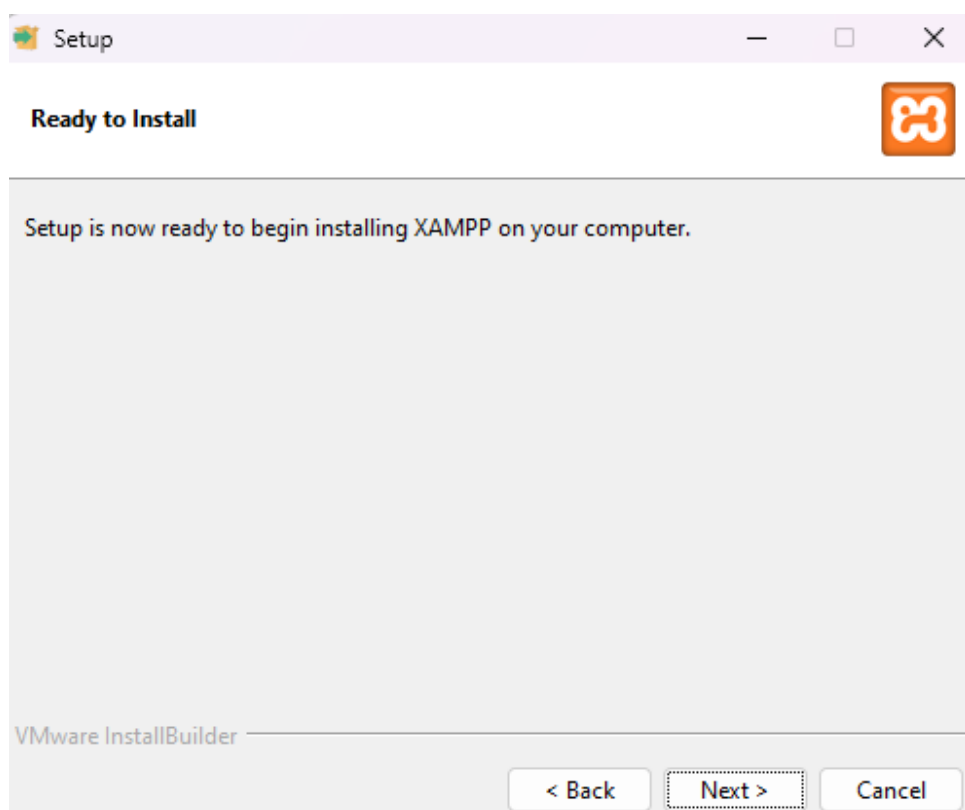 Setup
Ready to Install
Setup is now ready to begin installing XAMPP on your computer.
VMware InstallBuilder
< Back Next > Cancel